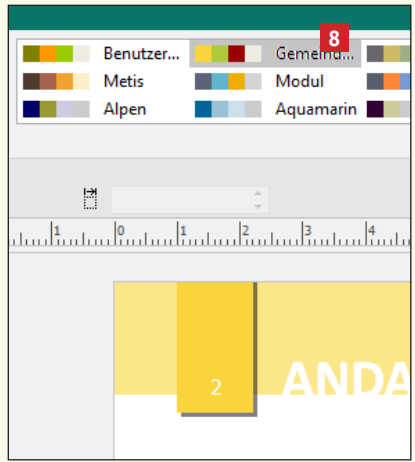 8
Benutzer... Gemeind...
Metis Modul
Alpen Aquamarin
1 0 1 2 3 4
2 ANDA